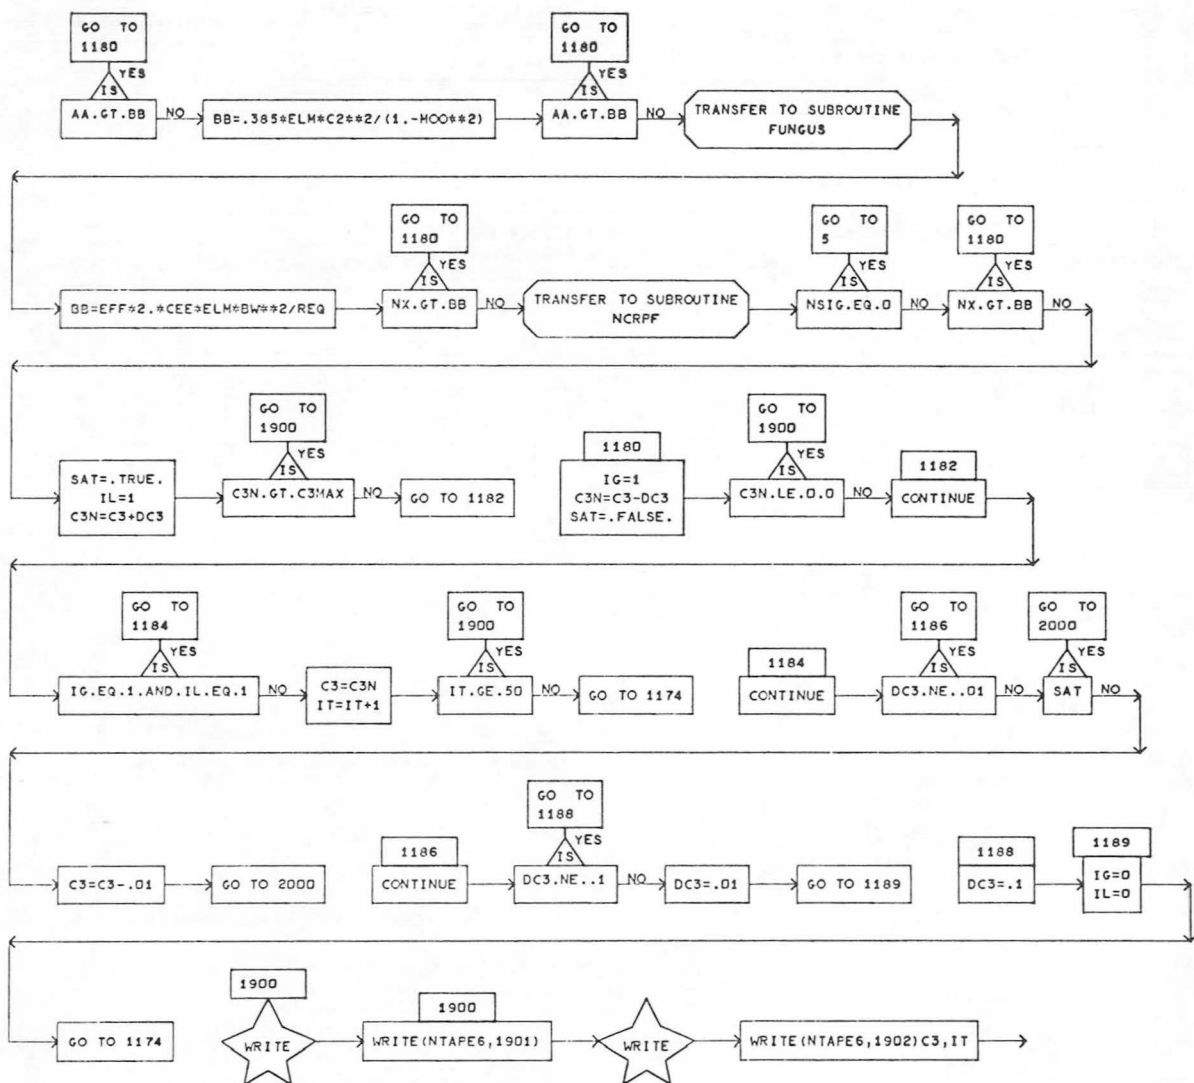 GO TO
1180
YES
IS
AA.GT.BB
NO
BB=.385*ELM*C2**2/(1.-MOO**2)
GO TO
1180
YES
IS
AA.GT.BB
NO
TRANSFER TO SUBROUTINE
FUNGUS
BB=EFF*2.*CEE*ELM*BW**2/REQ
GO TO
1180
YES
IS
NX.GT.BB
NO
TRANSFER TO SUBROUTINE
NCRPF
GO TO
5
YES
IS
NSIG.EQ.0
NO
GO TO
1180
YES
IS
NX.GT.BB
NO
SAT=.TRUE.
IL=1
C3N=C3+DC3
GO TO
1900
YES
IS
C3N.GT.C3MAX
NO
GO TO 1182
1180
IG=1
C3N=C3-DC3
SAT=.FALSE.
GO TO
1900
YES
IS
C3N.LE.0.0
NO
1182
CONTINUE
GO TO
1184
YES
IS
IG.EQ.1.AND.IL.EQ.1
NO
C3=C3N
IT=IT+1
GO TO
1900
YES
IS
IT.GE.50
NO
GO TO 1174
1184
CONTINUE
GO TO
1186
YES
IS
DC3.NE..01
NO
GO TO
2000
YES
IS
SAT
NO
C3=C3-.01
GO TO 2000
1186
CONTINUE
GO TO
1188
YES
IS
DC3.NE..1
NO
DC3=.01
GO TO 1189
1188
DC3=.1
1189
IG=0
IL=0
GO TO 1174
1900
WRITE
1900
WRITE(NTAPE6,1901)
WRITE
WRITE(NTAPE6,1902)C3,IT